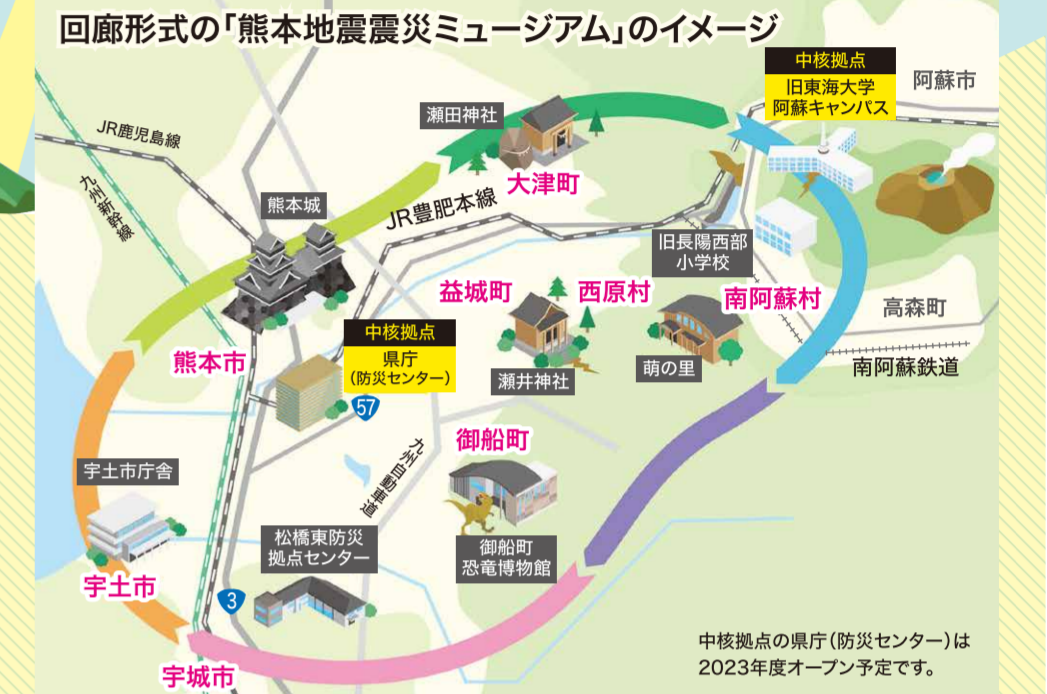 回廊形式の「熊本地震震災ミュージアム」のイメージ
中核拠点
旧東海大学
阿蘇キャンパス
阿蘇市
瀬田神社
JR鹿児島線
大津町
九州新幹線
熊本城
JR豊肥本線
旧長陽西部
小学校
益城町
西原村
南阿蘇村
高森町
中核拠点
県庁
(防災センター)
熊本市
瀬井神社
萌の里
南阿蘇鉄道
57
御船町
九州自動車道
宇土市庁舎
松橋東防災
拠点センター
御船町
恐竜博物館
宇土市
3
宇城市
中核拠点の県庁(防災センター)は
2023年度オープン予定です。